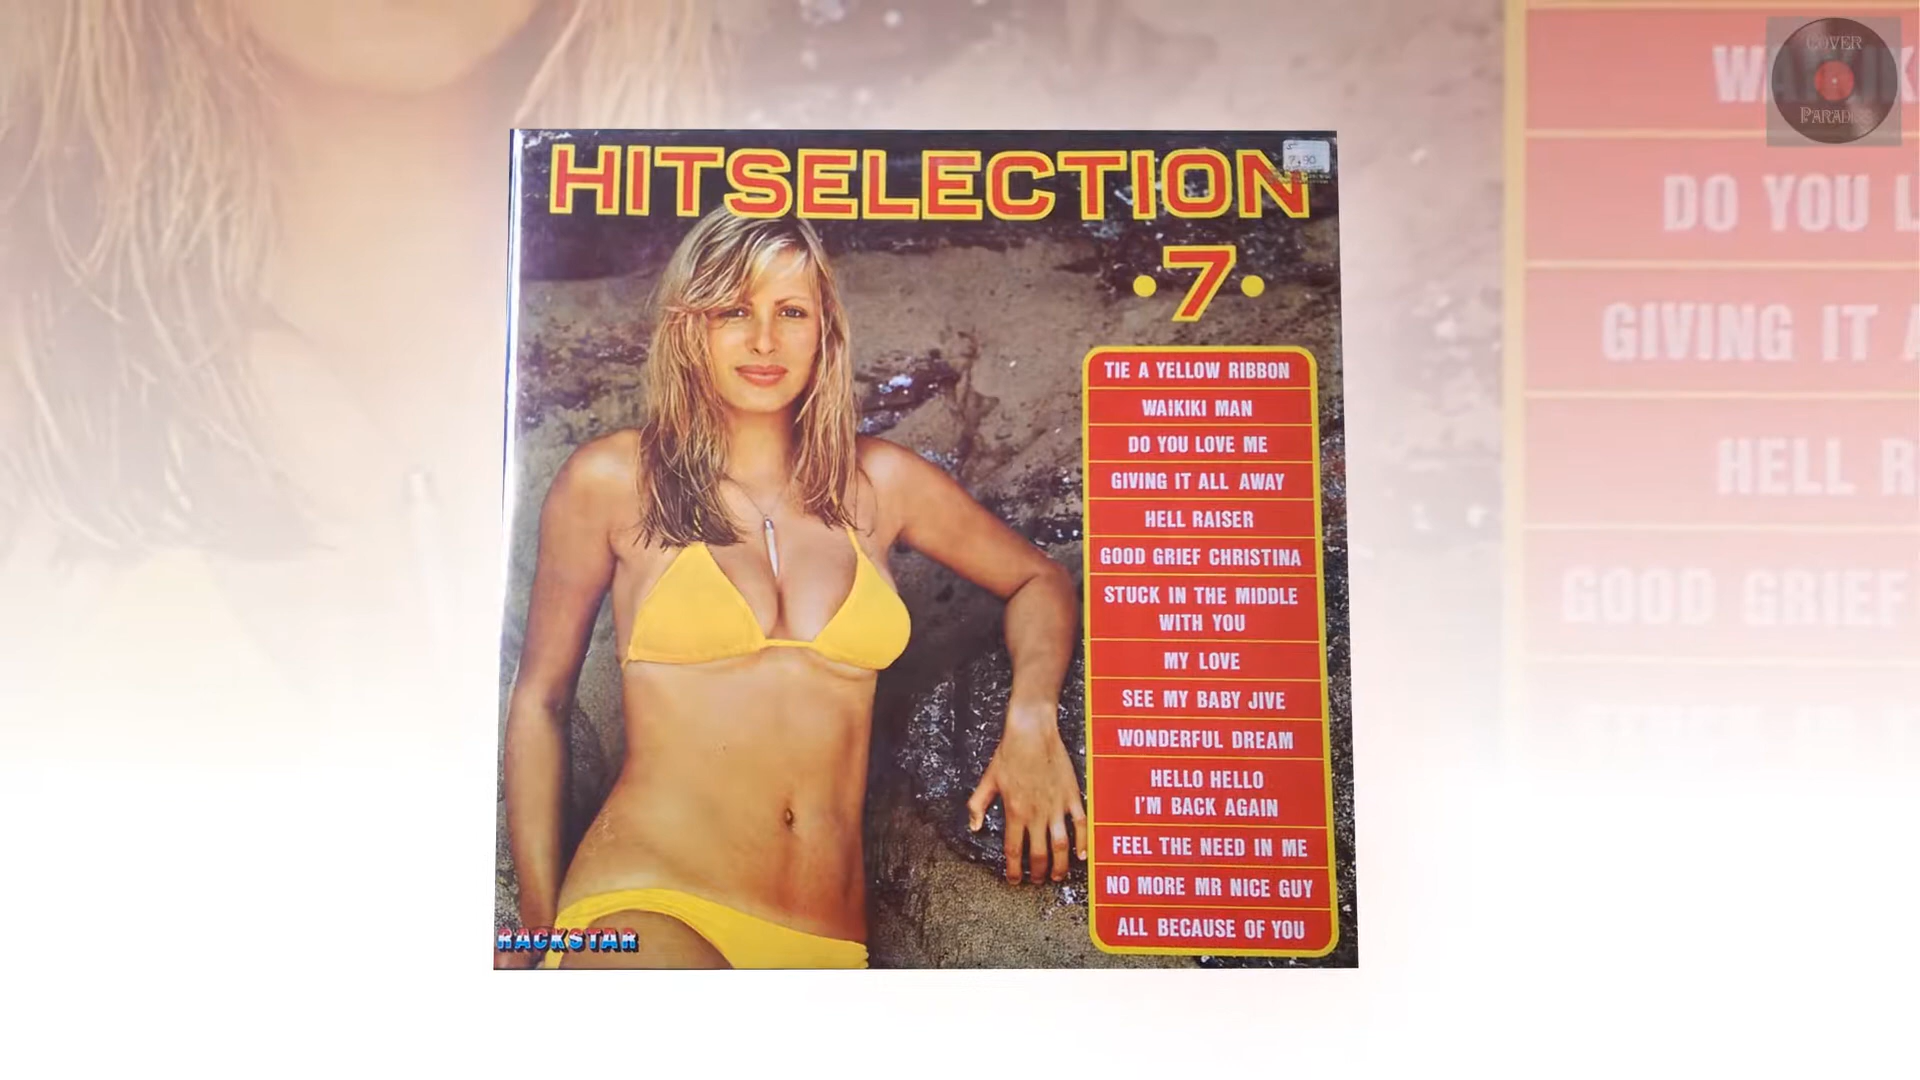 COVER
PARADISE
HITSELECTION
7.90
•7•
TIE A YELLOW RIBBON
WAIKIKI MAN
DO YOU LOVE ME
GIVING IT ALL AWAY
HELL RAISER
GOOD GRIEF CHRISTINA
STUCK IN THE MIDDLE
WITH YOU
MY LOVE
SEE MY BABY JIVE
WONDERFUL DREAM
HELLO HELLO
I'M BACK AGAIN
FEEL THE NEED IN ME
NO MORE MR NICE GUY
ALL BECAUSE OF YOU
RACKSTAR
DO YOU L
GIVING IT A
HELL R
GOOD GRIEF